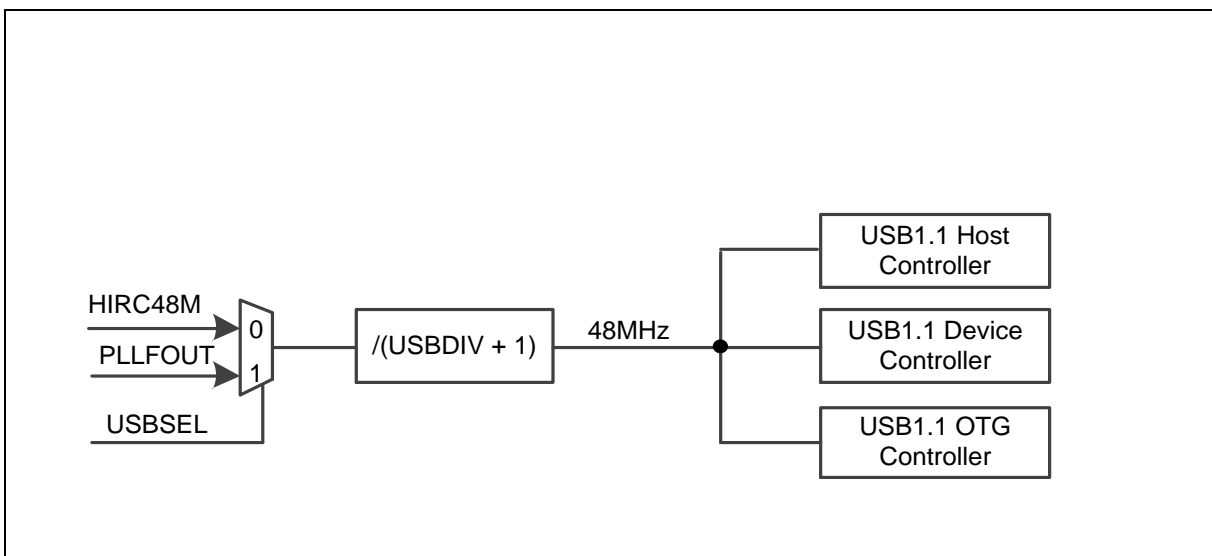 HIRC48M
PLLFOUT
USBSEL
0
1
/(USBDIV + 1)
48MHz
USB1.1 Host
Controller
USB1.1 Device
Controller
USB1.1 OTG
Controller